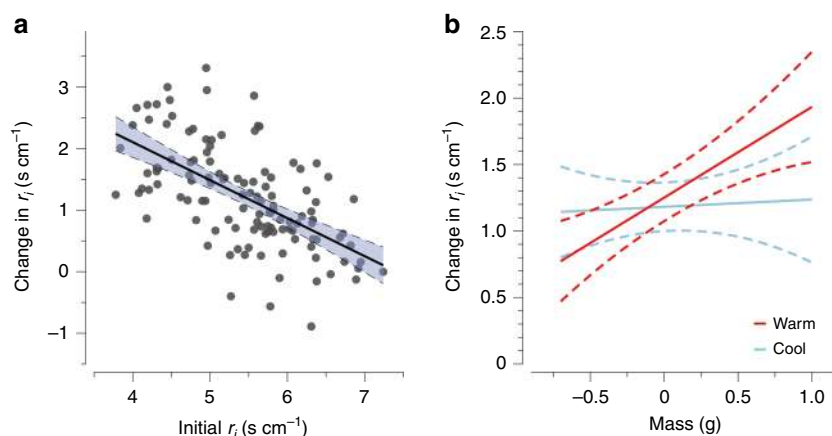 a
Change in rᵢ (s cm⁻¹)
3
2
1
0
−1
4
5
6
7
Initial rᵢ (s cm⁻¹)
b
Change in rᵢ (s cm⁻¹)
2.5
2.0
1.5
1.0
0.5
0
−0.5
0
0.5
1.0
Mass (g)
Warm
Cool